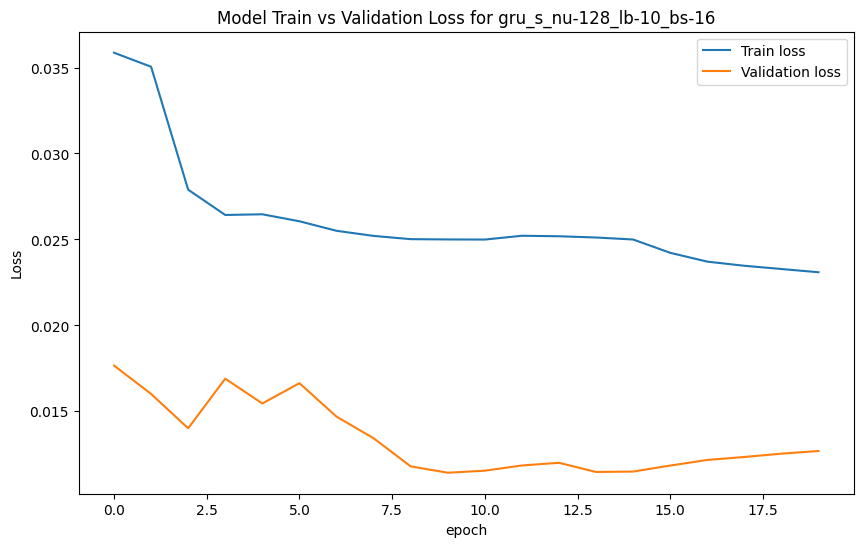 Model Train vs Validation Loss for gru_s_nu-128_lb-10_bs-16
Train loss
Validation loss
0.035
0.030
0.025
0.020
0.015
Loss
0.0
2.5
5.0
7.5
10.0
12.5
15.0
17.5
epoch